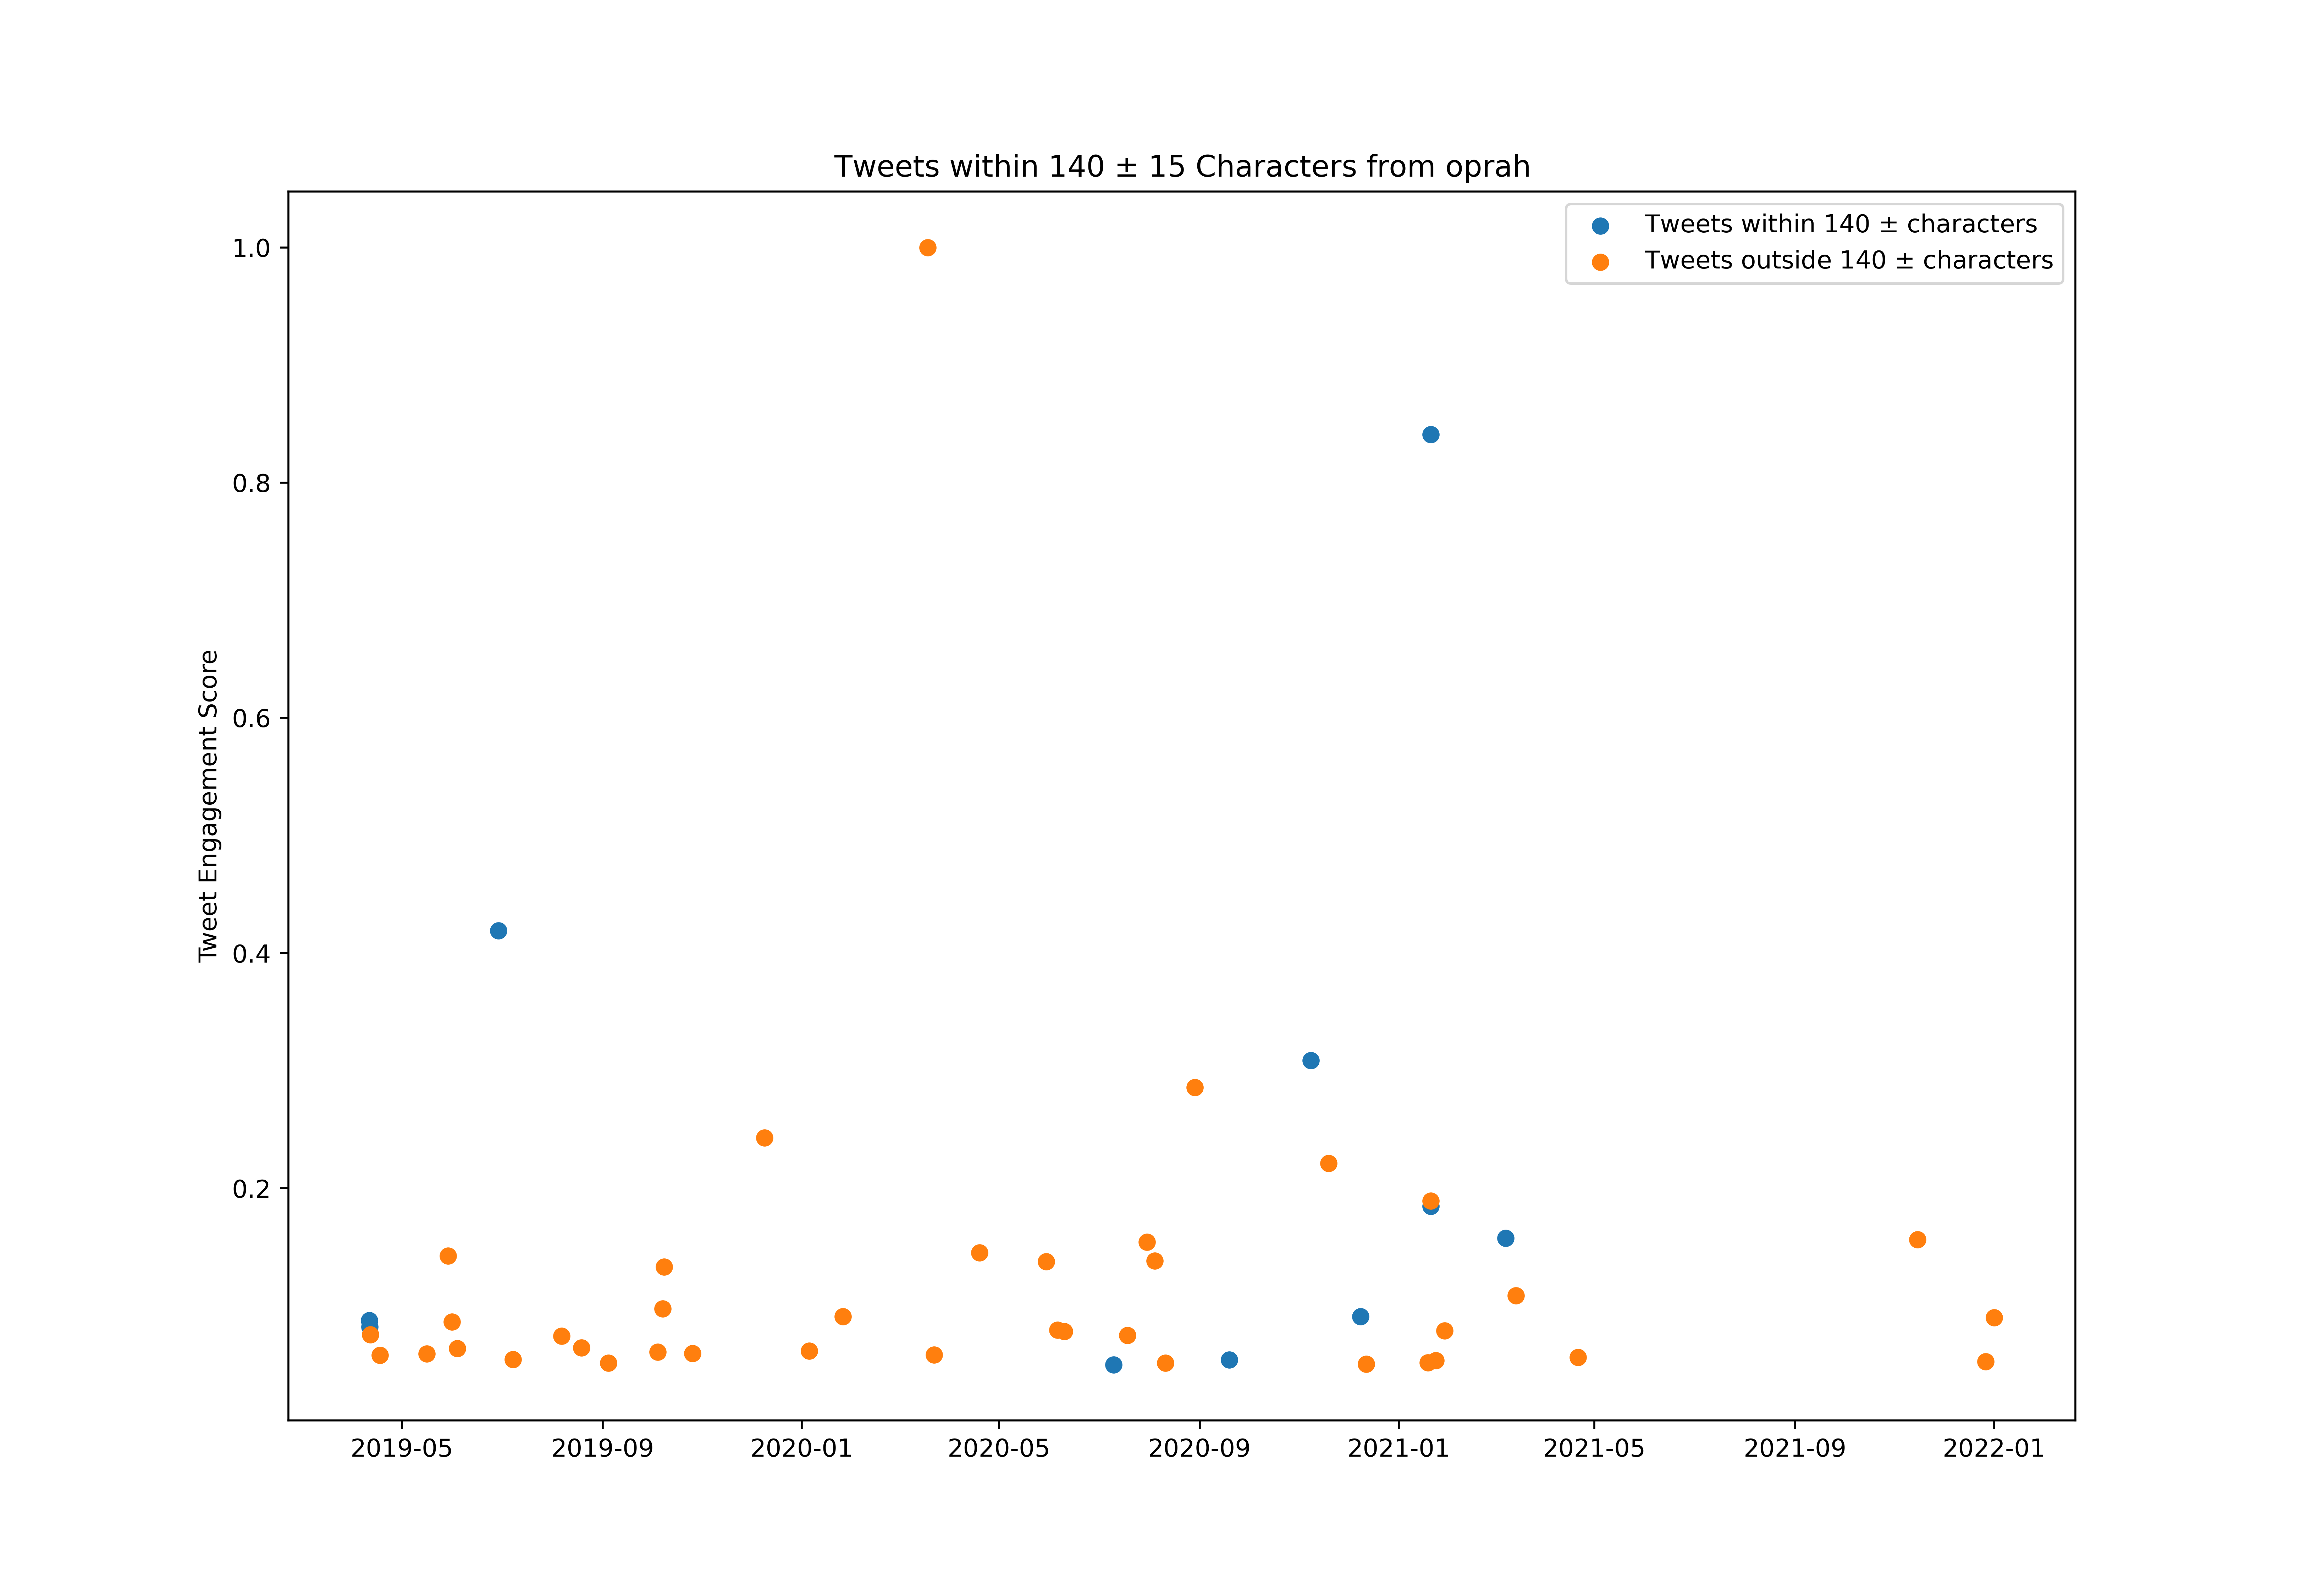 Tweets within 140 ± 15 Characters from oprah
Tweets within 140 ± characters
Tweets outside 140 ± characters
Tweet Engagement Score
1.0
0.8
0.6
0.4
0.2
2019-05 2019-09 2020-01 2020-05 2020-09 2021-01 2021-05 2021-09 2022-01